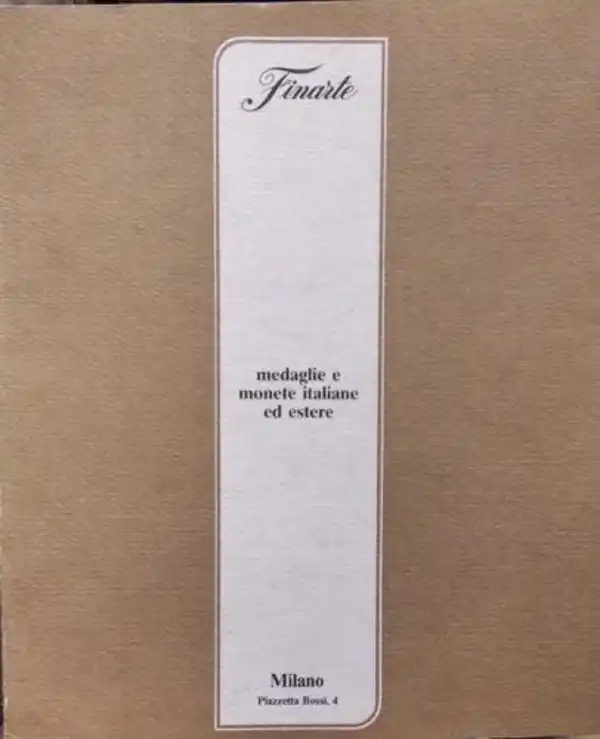 Finarte
medaglie e
monete italiane
ed estere
Milano
Piazzetta Bossi, 4